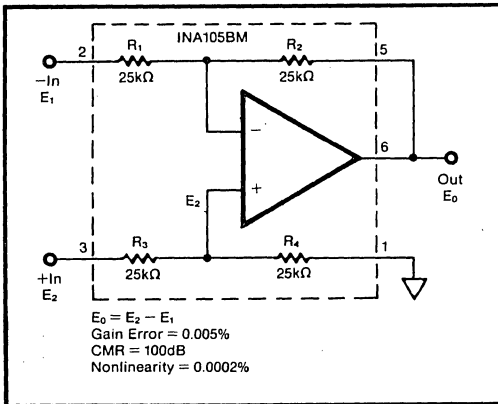 INA105BM
2
R₁
25kΩ
R₂
25kΩ
5
−In
E₁
−
+
6
Out
E₀
E₂
3
R₃
25kΩ
R₄
25kΩ
1
+In
E₂
E₀ = E₂ − E₁
Gain Error = 0.005%
CMR = 100dB
Nonlinearity = 0.0002%